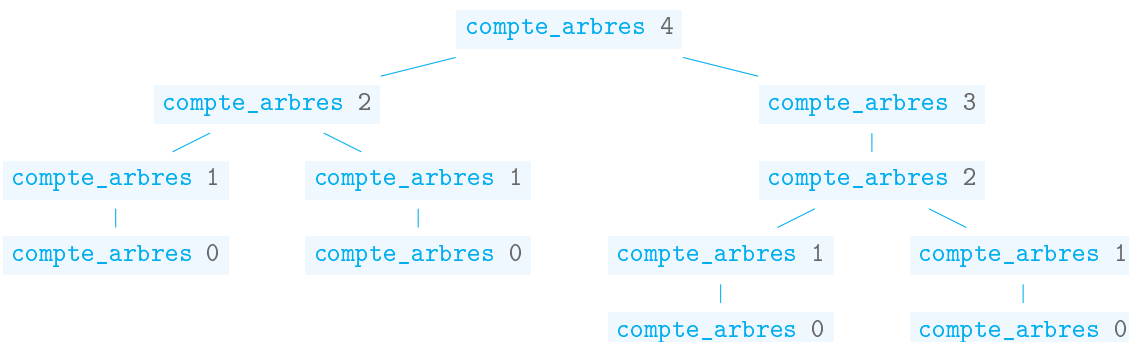 compte_arbres 4
compte_arbres 2 compte_arbres 3
compte_arbres 1 compte_arbres 1 compte_arbres 2
compte_arbres 0 compte_arbres 0 compte_arbres 1 compte_arbres 1
compte_arbres 0 compte_arbres 0